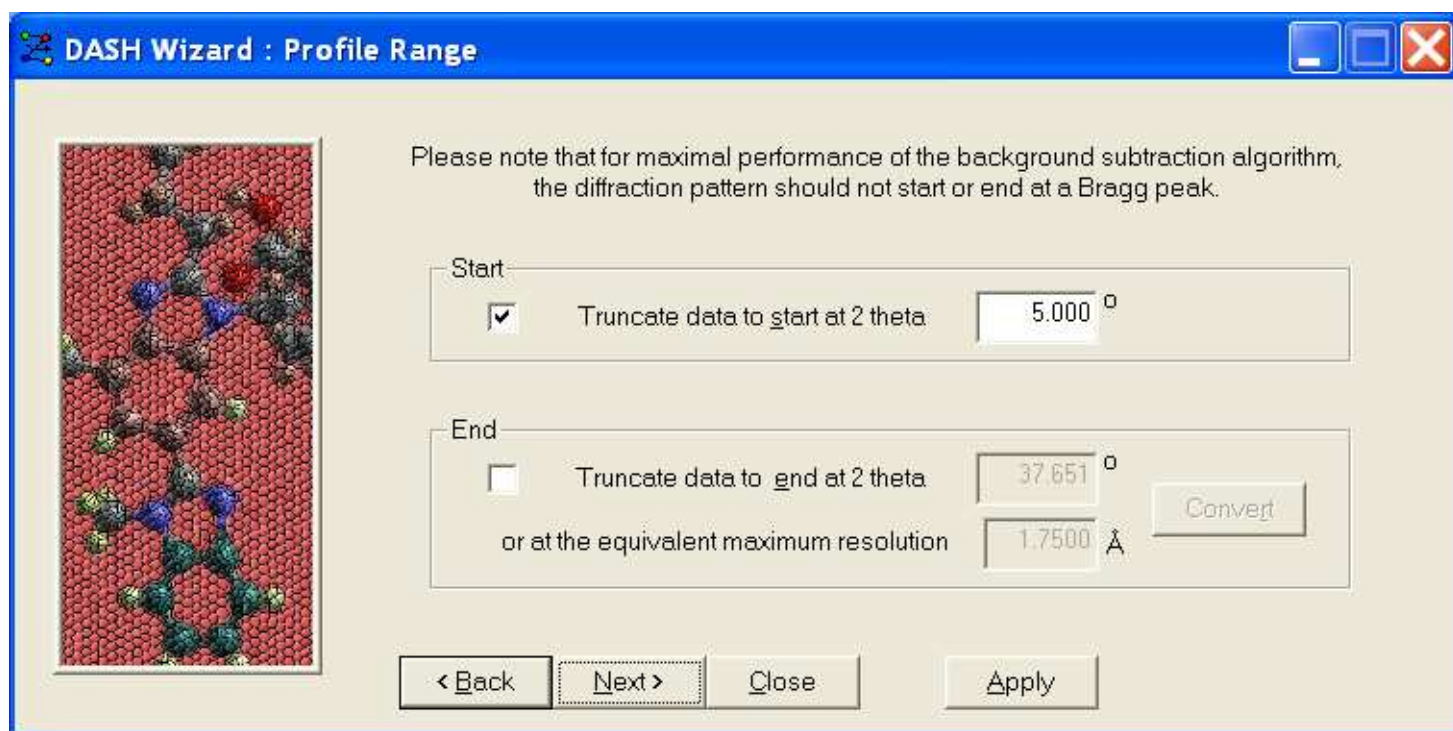 DASH Wizard : Profile Range
Please note that for maximal performance of the background subtraction algorithm,
the diffraction pattern should not start or end at a Bragg peak.
Start
Truncate data to start at 2 theta 5.000 °
End
Truncate data to end at 2 theta 37.651 °
or at the equivalent maximum resolution 1.7500 Å
Convert
< Back Next > Close Apply